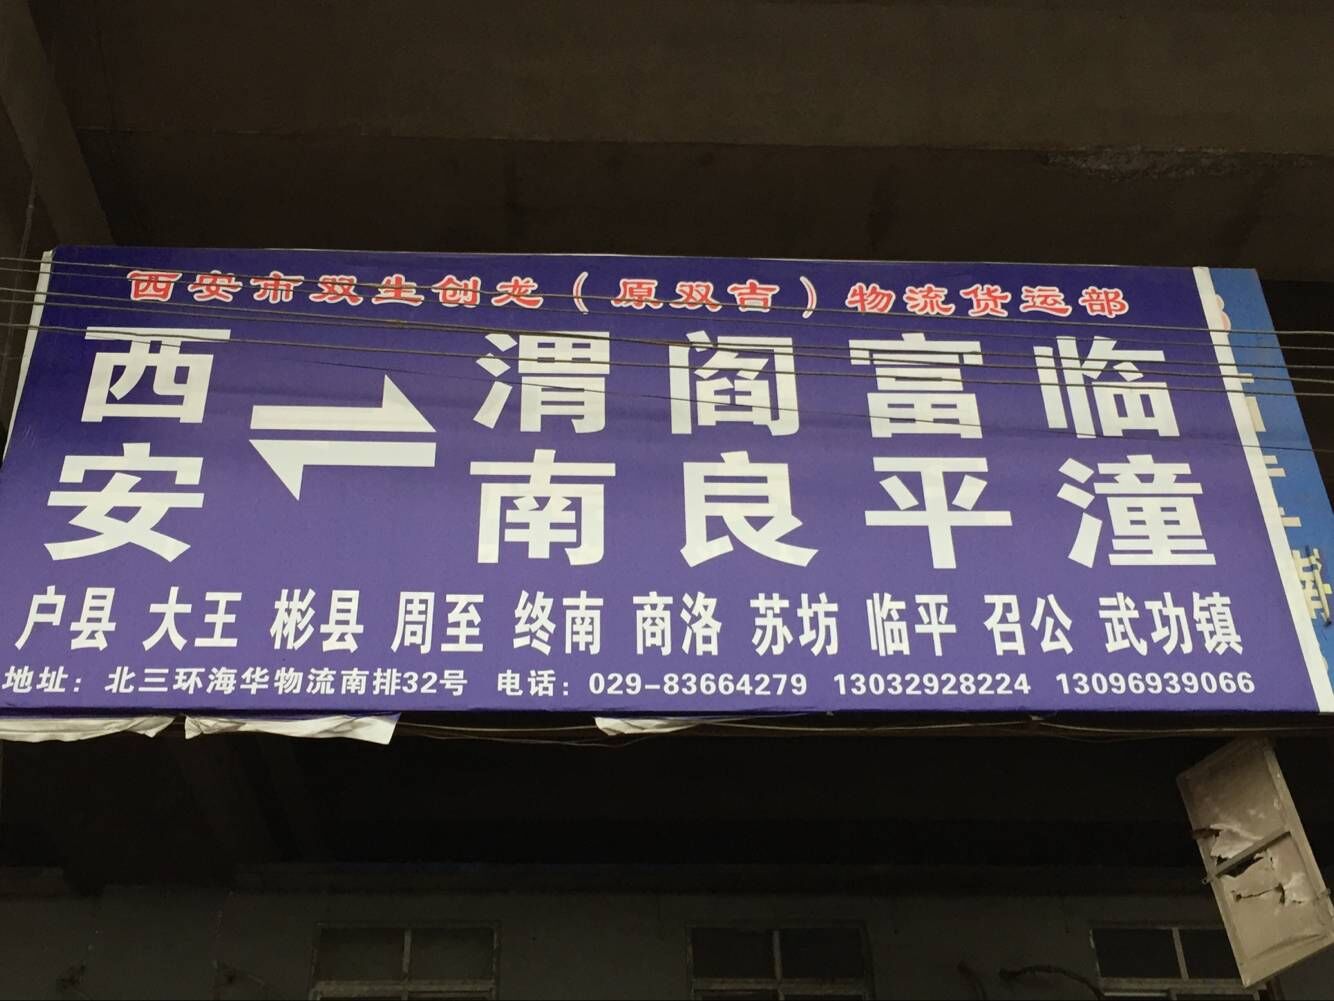 西安市双生创龙（原双吉）物流货运部
西安 ⇌ 渭南 阎良 富平 临潼
户县 大王 彬县 周至 终南 商洛 苏坊 临平 召公 武功镇
地址：北三环海华物流南排32号 电话：029-83664279 13032928224 13096939066